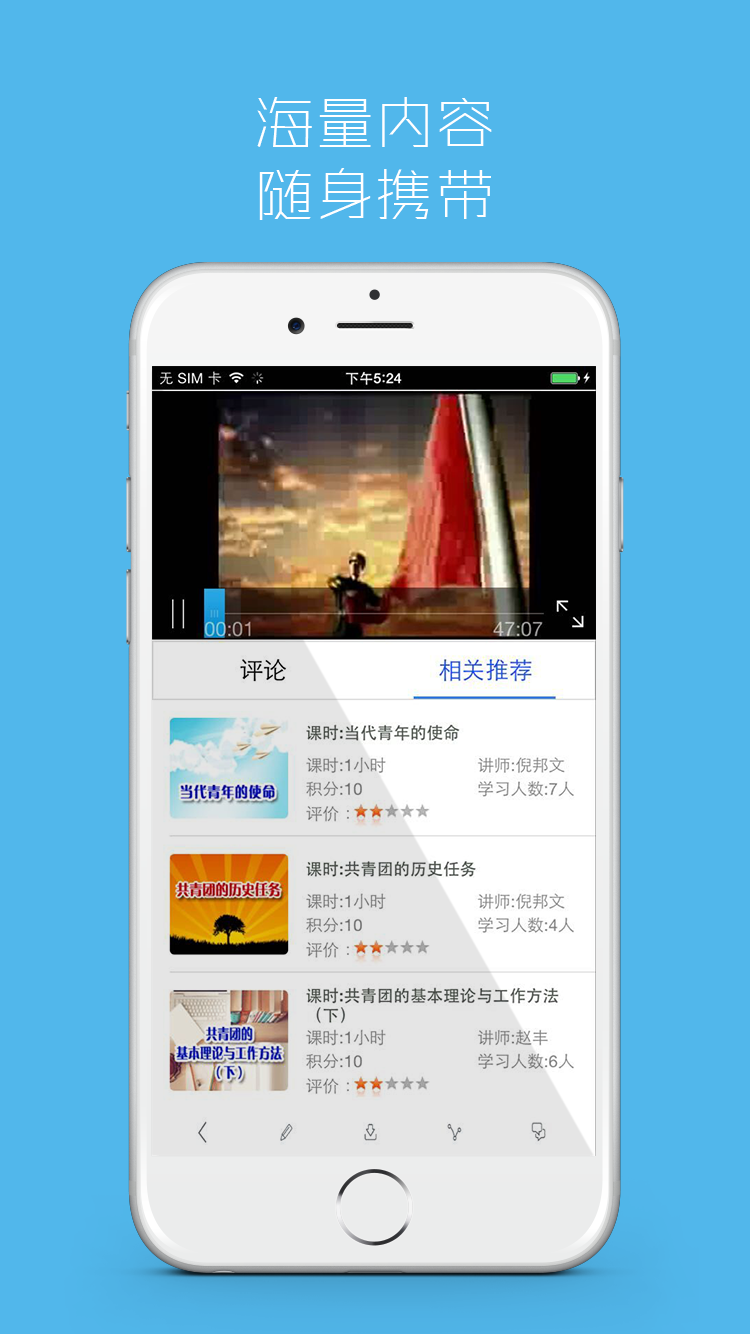 海量内容
随身携带
无 SIM 卡
下午5:24
00:01
47:07
评论
相关推荐
当代青年的使命
课时:当代青年的使命
课时:1小时
讲师:倪邦文
积分:10
学习人数:7人
评价：
共青团的历史任务
课时:共青团的历史任务
课时:1小时
讲师:倪邦文
积分:10
学习人数:4人
评价：
共青团的
基本理论与工作方法
（下）
课时:共青团的基本理论与工作方法
（下）
课时:1小时
讲师:赵丰
积分:10
学习人数:6人
评价：